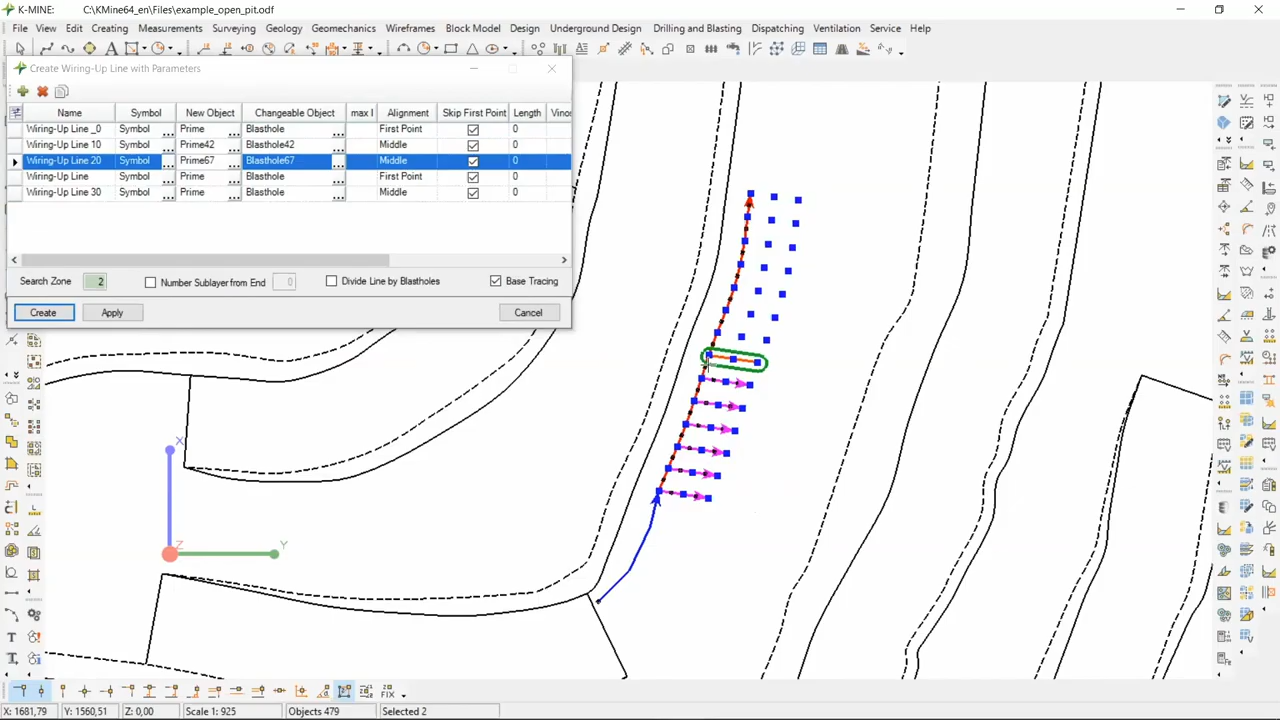 K-MINE: C:\KMine64_en\Files\example_open_pit.odf
File View Edit Creating Measurements Surveying Geology Geomechanics Wireframes Block Model Design Underground Design Drilling and Blasting Dispatching Ventilation Service Help
Create Wiring-Up Line with Parameters
Name Symbol New Object Changeable Object max l Alignment Skip First Point Length Vinos
Wiring-Up Line _0 Symbol ... Prime ... Blasthole ... First Point 0
Wiring-Up Line 10 Symbol ... Prime42 ... Blasthole42 ... Middle 0
Wiring-Up Line 20 Symbol ... Prime67 ... Blasthole67 ... Middle 0
Wiring-Up Line Symbol ... Prime ... Blasthole ... First Point 0
Wiring-Up Line 30 Symbol ... Prime ... Blasthole ... Middle 0
Search Zone 2 Number Sublayer from End 0 Divide Line by Blastholes Base Tracing
Create Apply Cancel
X
Z Y
FIX
X: 1681,79 Y: 1560,51 Z: 0,00 Scale 1: 925 Objects 479 Selected 2